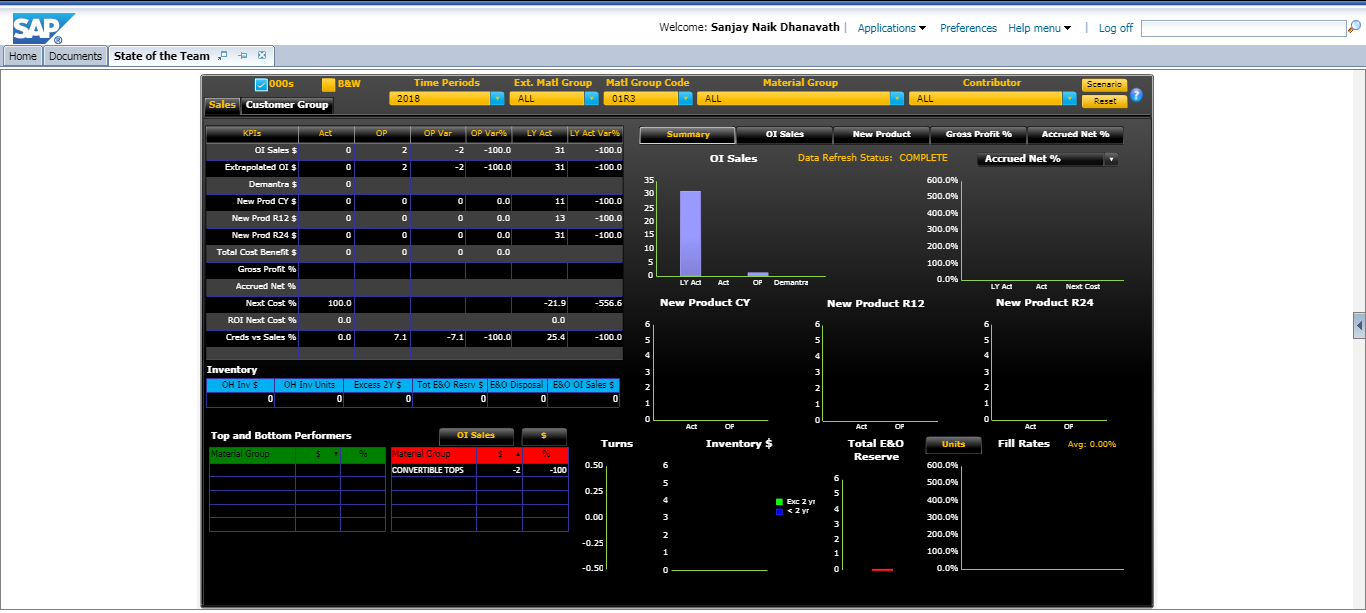 SAP®
Welcome: Sanjay Naik Dhanavath | Applications Preferences Help menu | Log off
Home Documents State of the Team
000s B&W Time Periods Ext. Matl Group Matl Group Code Material Group Contributor Scenario
2018 ALL 01R3 ALL ALL Reset ?
Sales Customer Group
KPIs Act OP OP Var OP Var% LY Act LY Act Var%
OI Sales $ 0 2 -2 -100.0 31 -100.0
Extrapolated OI $ 0 2 -2 -100.0 31 -100.0
Demantra $ 0
New Prod CY $ 0 0 0 0.0 11 -100.0
New Prod R12 $ 0 0 0 0.0 13 -100.0
New Prod R24 $ 0 0 0 0.0 31 -100.0
Total Cost Benefit $ 0 0 0 0.0
Gross Profit %
Accrued Net %
Next Cost % 100.0 -21.9 -556.6
ROI Next Cost % 0.0 0.0
Creds vs Sales % 0.0 7.1 -7.1 -100.0 25.4 -100.0
Inventory
OH Inv $ OH Inv Units Excess 2Y $ Tot E&O Resrv $ E&O Disposal E&O OI Sales $
0 0 0 0 0 0
Top and Bottom Performers OI Sales $
Material Group $ % Material Group $ %
CONVERTIBLE TOPS -2 -100
Summary OI Sales New Product Gross Profit % Accrued Net %
OI Sales Data Refresh Status: COMPLETE Accrued Net %
35
30
25
20
15
10
5
0
LY Act Act OP Demantra
600.0%
500.0%
400.0%
300.0%
200.0%
100.0%
0.0%
LY Act Act Next Cost
New Product CY New Product R12 New Product R24
6 6 6
5 5 5
4 4 4
3 3 3
2 2 2
1 1 1
0 0 0
Act OP Act OP Act OP
Turns Inventory $ Total E&O Reserve Units Fill Rates Avg: 0.00%
0.50
0.25
0.00
-0.25
-0.50
6
5
4
3
2
1
0
Exc 2 yr
< 2 yr
6
5
4
3
2
1
0
600.0%
500.0%
400.0%
300.0%
200.0%
100.0%
0.0%